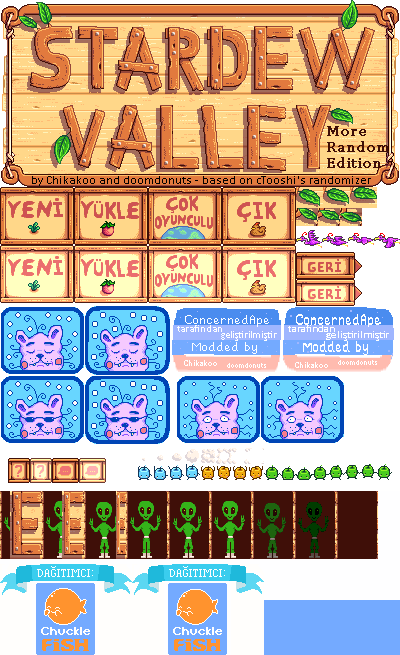 STARDEW
VALLEY
More
Random
Edition
by Chikakoo and doomdonuts - based on cTooshi's randomizer
YENİ YÜKLE ÇOK OYUNCULU ÇIK
YENİ YÜKLE ÇOK OYUNCULU ÇIK
GERİ
GERİ
ConcernedApe
tarafından
geliştirilmiştir
Modded by
Chikakoo doomdonuts
ConcernedApe
tarafından
geliştirilmiştir
Modded by
Chikakoo doomdonuts
? ?
E E E
DAĞITIMCI: DAĞITIMCI:
Chuckle Chuckle
FISH FISH